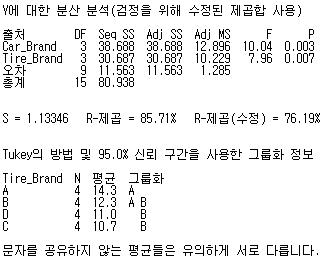 Y에 대한 분산 분석(검정을 위해 수정된 제곱합 사용)
출처 DF Seq SS Adj SS Adj MS F P
Car_Brand 3 38.688 38.688 12.896 10.04 0.003
Tire_Brand 3 30.687 30.687 10.229 7.96 0.007
오차 9 11.563 11.563 1.285
총계 15 80.938
S = 1.13346 R-제곱 = 85.71% R-제곱(수정) = 76.19%
Tukey의 방법 및 95.0% 신뢰 구간을 사용한 그룹화 정보
Tire_Brand N 평균 그룹화
A 4 14.3 A
B 4 12.3 A B
D 4 11.0 B
C 4 10.7 B
문자를 공유하지 않는 평균들은 유의하게 서로 다릅니다.